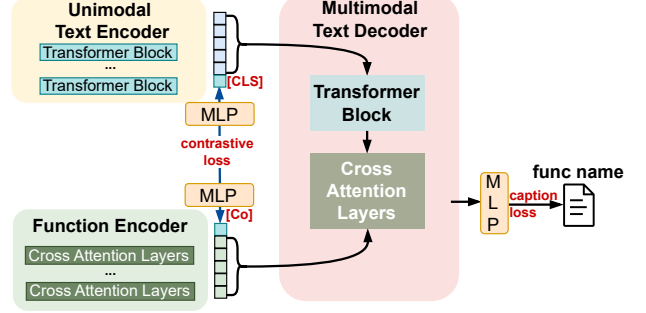 Unimodal
Text Encoder
Transformer Block
...
Transformer Block
[CLS]
MLP
contrastive
loss
MLP
[Co]
Function Encoder
Cross Attention Layers
...
Cross Attention Layers
Multimodal
Text Decoder
Transformer
Block
Cross
Attention
Layers
M
L
P
caption
loss
func name